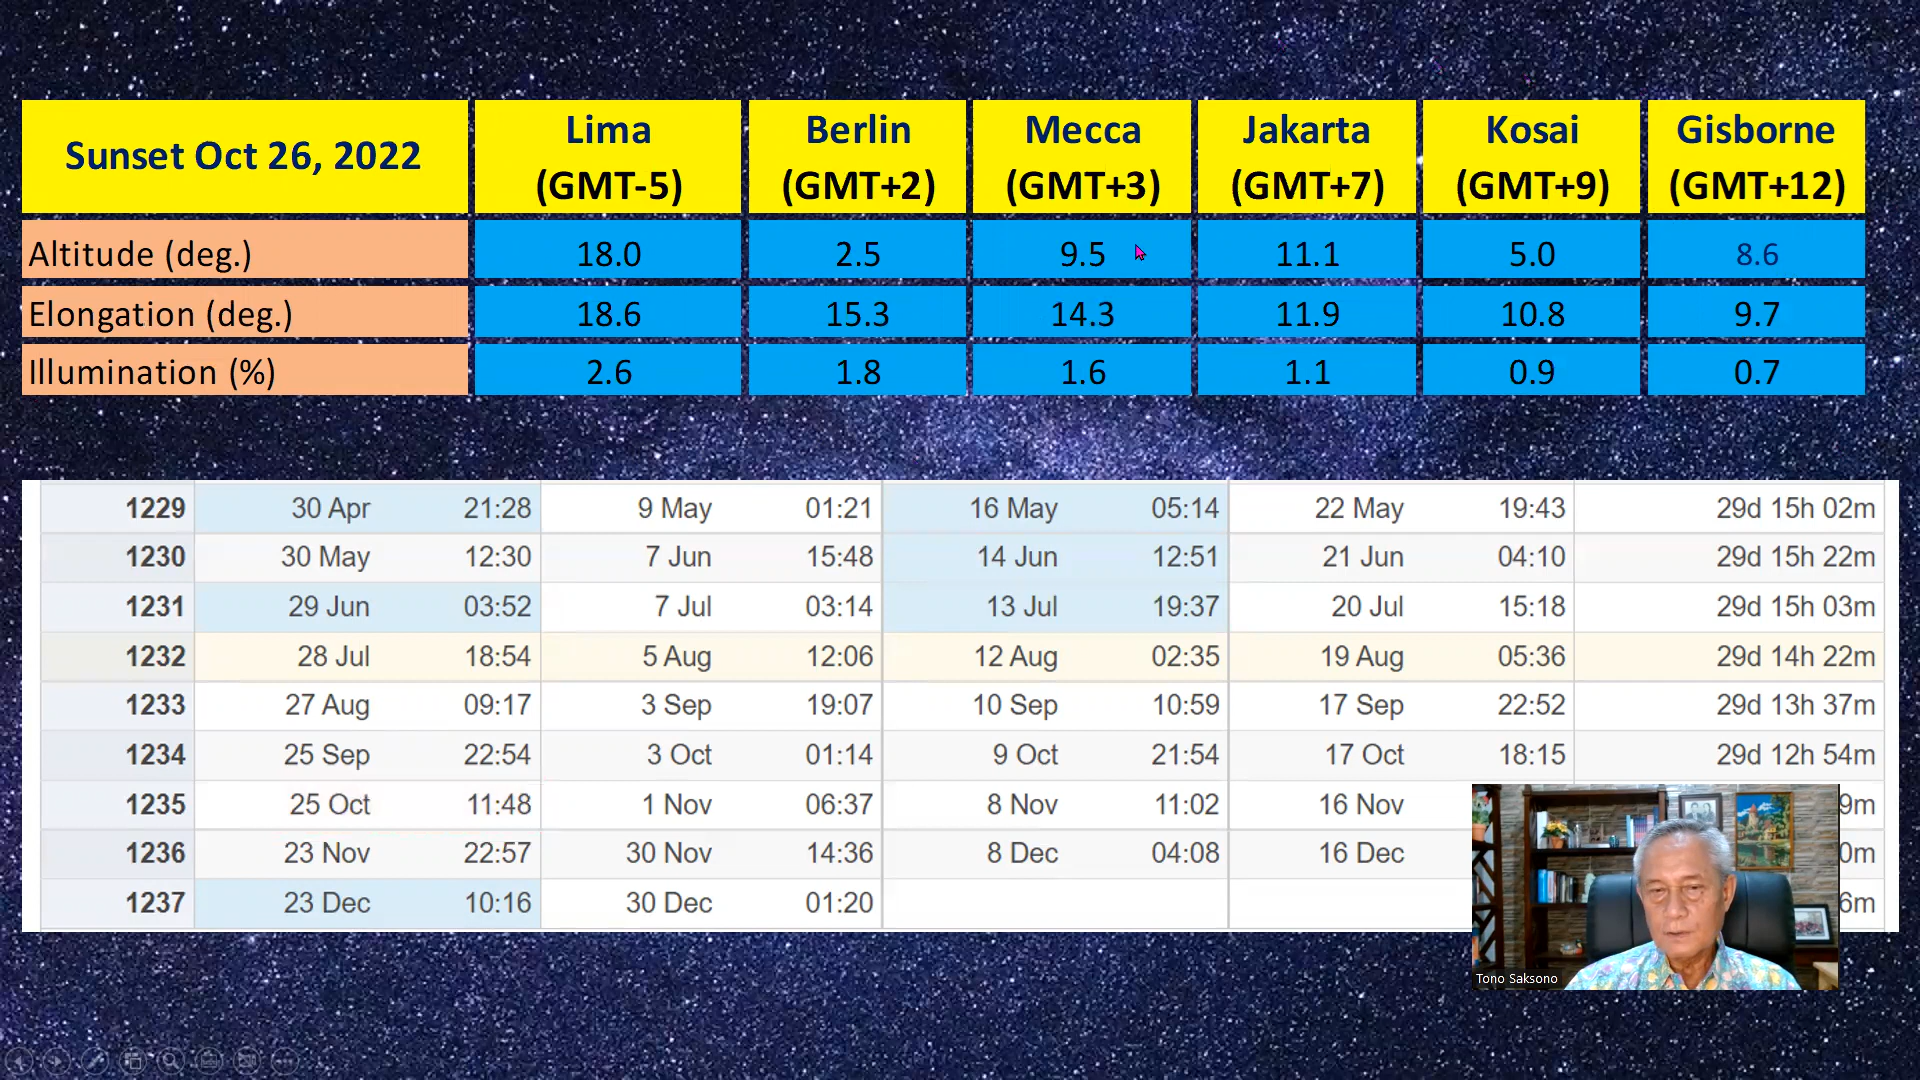 Sunset Oct 26, 2022 Lima (GMT-5) Berlin (GMT+2) Mecca (GMT+3) Jakarta (GMT+7) Kosai (GMT+9) Gisborne (GMT+12)
Altitude (deg.) 18.0 2.5 9.5 11.1 5.0 8.6
Elongation (deg.) 18.6 15.3 14.3 11.9 10.8 9.7
Illumination (%) 2.6 1.8 1.6 1.1 0.9 0.7
1229 30 Apr 21:28 9 May 01:21 16 May 05:14 22 May 19:43 29d 15h 02m
1230 30 May 12:30 7 Jun 15:48 14 Jun 12:51 21 Jun 04:10 29d 15h 22m
1231 29 Jun 03:52 7 Jul 03:14 13 Jul 19:37 20 Jul 15:18 29d 15h 03m
1232 28 Jul 18:54 5 Aug 12:06 12 Aug 02:35 19 Aug 05:36 29d 14h 22m
1233 27 Aug 09:17 3 Sep 19:07 10 Sep 10:59 17 Sep 22:52 29d 13h 37m
1234 25 Sep 22:54 3 Oct 01:14 9 Oct 21:54 17 Oct 18:15 29d 12h 54m
1235 25 Oct 11:48 1 Nov 06:37 8 Nov 11:02 16 Nov 9m
1236 23 Nov 22:57 30 Nov 14:36 8 Dec 04:08 16 Dec 0m
1237 23 Dec 10:16 30 Dec 01:20 6m
Tono Saksono